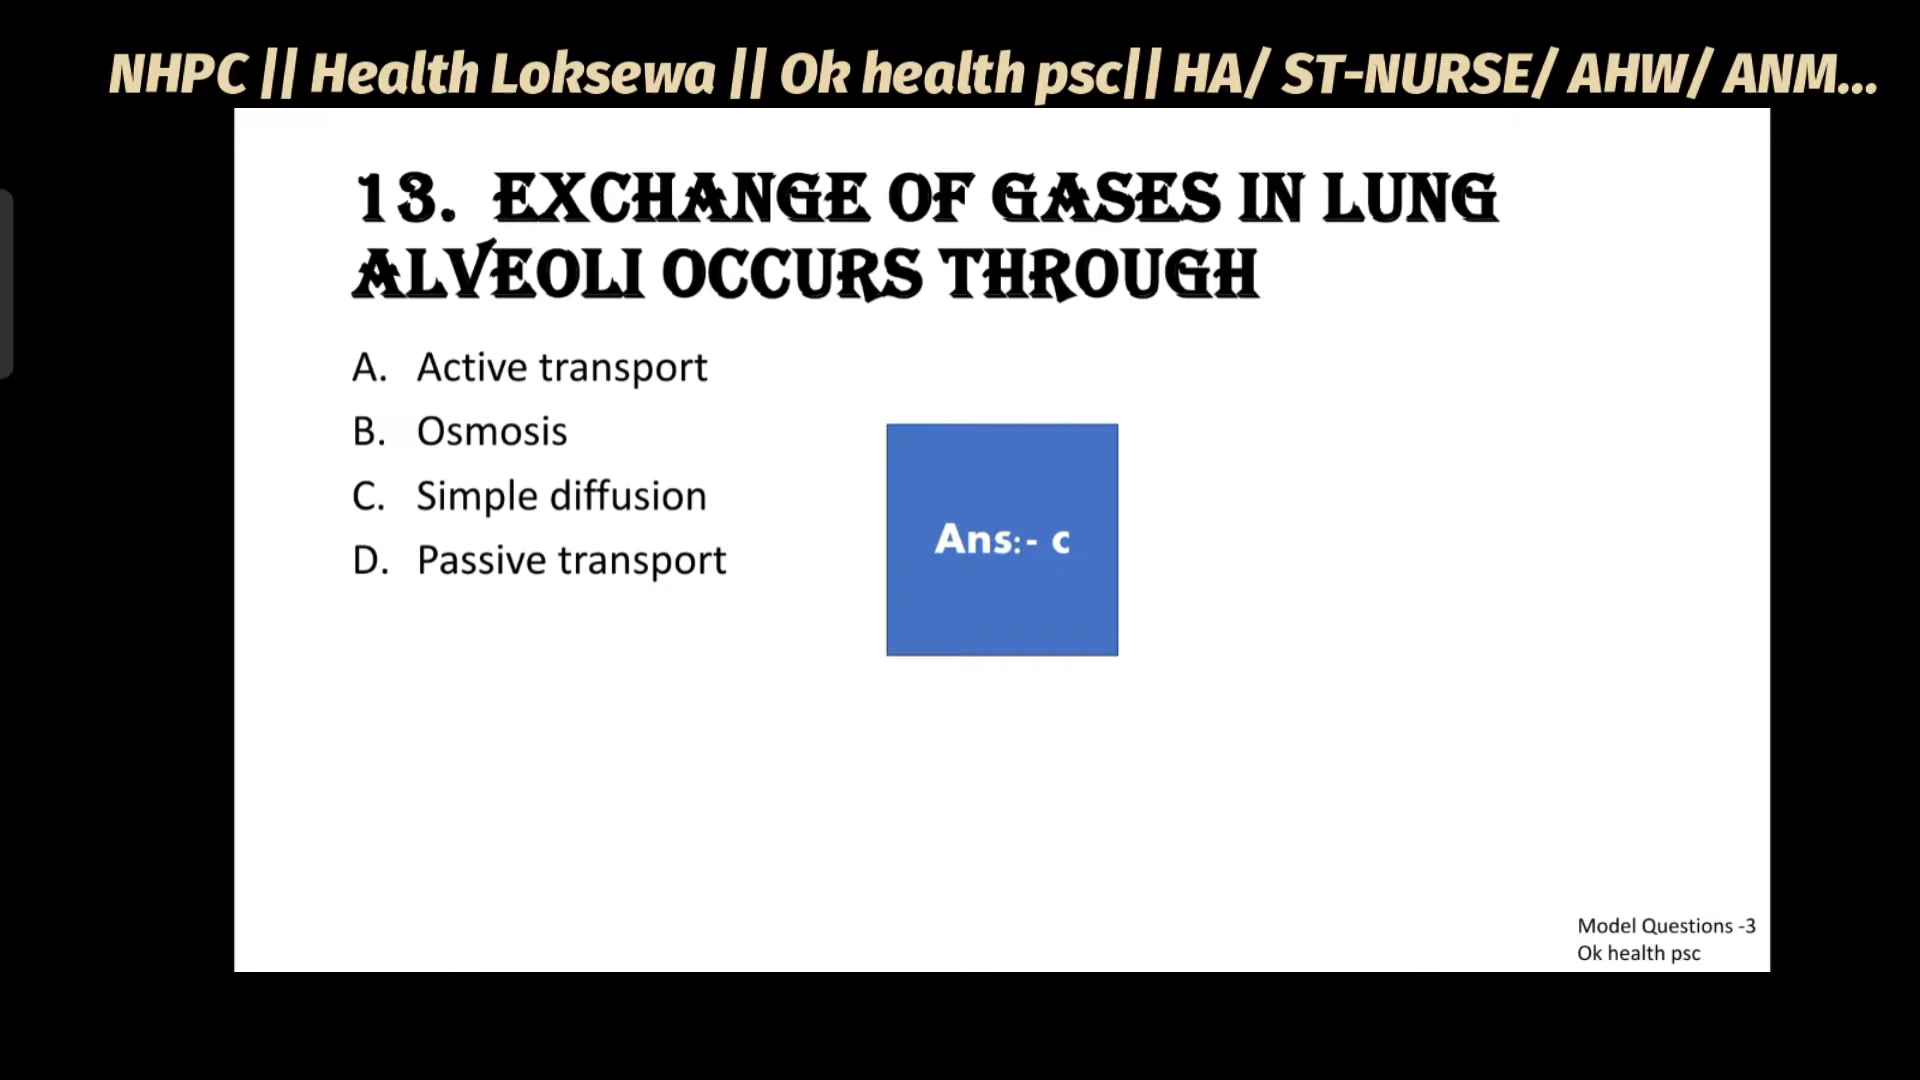 NHPC || Health Loksewa || Ok health psc|| HA/ ST-NURSE/ AHW/ ANM...
13. EXCHANGE OF GASES IN LUNG
ALVEOLI OCCURS THROUGH
A. Active transport
B. Osmosis
C. Simple diffusion
D. Passive transport
Ans:- c
Model Questions -3
Ok health psc